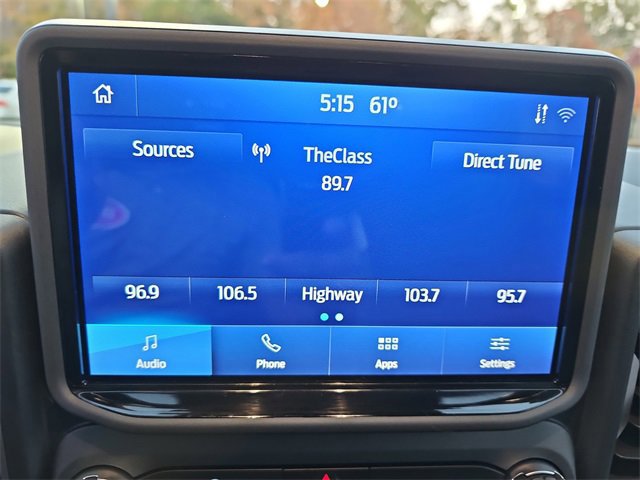 5:15 61º
Sources
TheClass
Direct Tune
89.7
96.9 106.5 Highway 103.7 95.7
Audio Phone Apps Settings